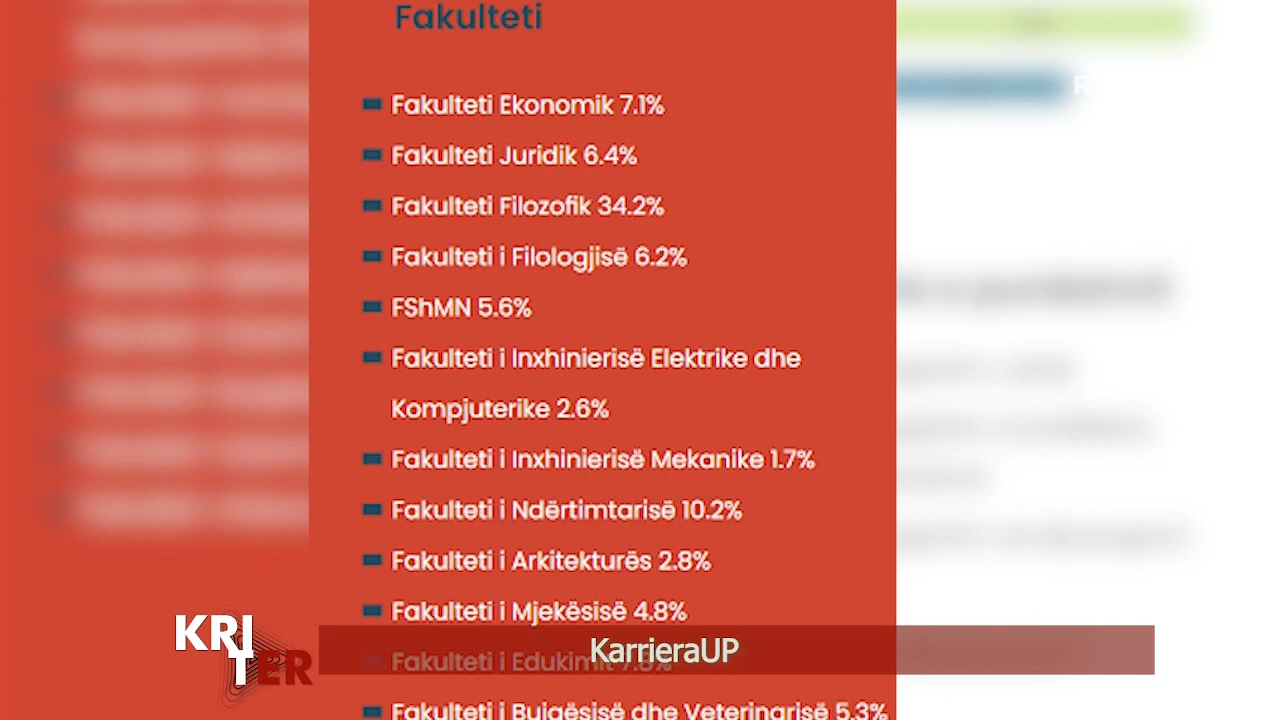 Fakulteti
Fakulteti Ekonomik 7.1%
Fakulteti Juridik 6.4%
Fakulteti Filozofik 34.2%
Fakulteti i Filologjisë 6.2%
FShMN 5.6%
Fakulteti i Inxhinierisë Elektrike dhe
Kompjuterike 2.6%
Fakulteti i Inxhinierisë Mekanike 1.7%
Fakulteti i Ndërtimtarisë 10.2%
Fakulteti i Arkitekturës 2.8%
Fakulteti i Mjekësisë 4.8%
Fakulteti i Edukimit 7.8%
Fakulteti i Bujqësisë dhe Veterinarisë 5.3%
KRI
TER
KarrieraUP